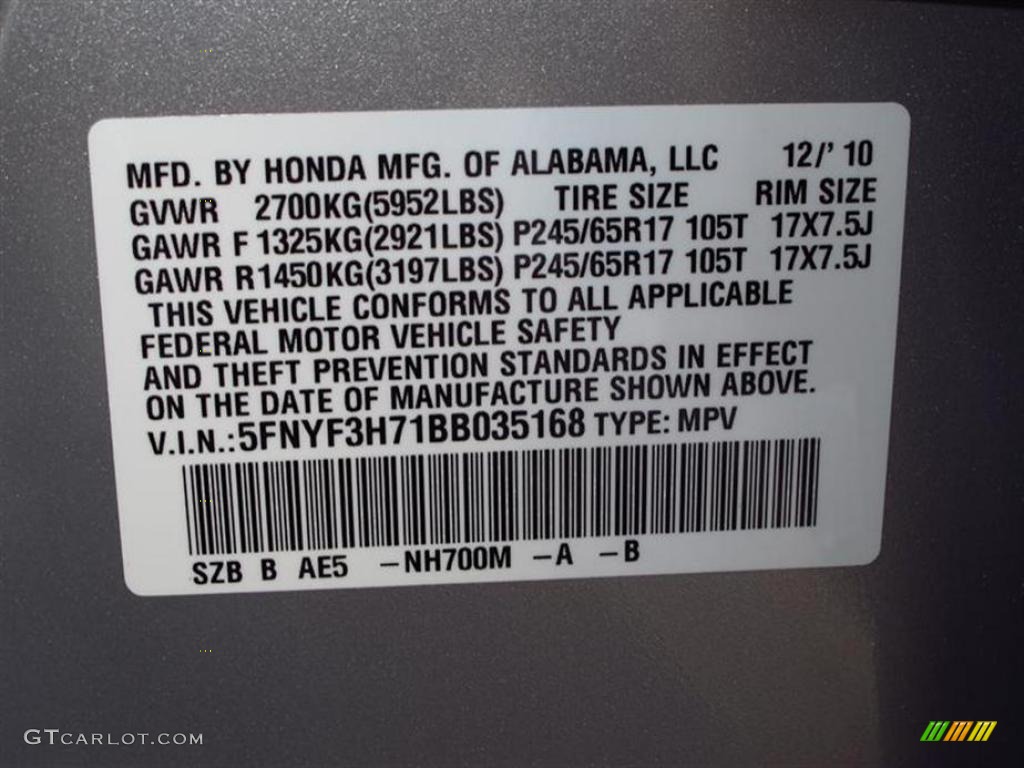 MFD. BY HONDA MFG. OF ALABAMA, LLC 12/' 10
GVWR 2700KG(5952LBS) TIRE SIZE RIM SIZE
GAWR F 1325KG(2921LBS) P245/65R17 105T 17X7.5J
GAWR R1450KG(3197LBS) P245/65R17 105T 17X7.5J
THIS VEHICLE CONFORMS TO ALL APPLICABLE
FEDERAL MOTOR VEHICLE SAFETY
AND THEFT PREVENTION STANDARDS IN EFFECT
ON THE DATE OF MANUFACTURE SHOWN ABOVE.
V.I.N.:5FNYF3H71BB035168 TYPE: MPV
SZB B AE5 –NH700M –A –B
GTCARLOT.COM